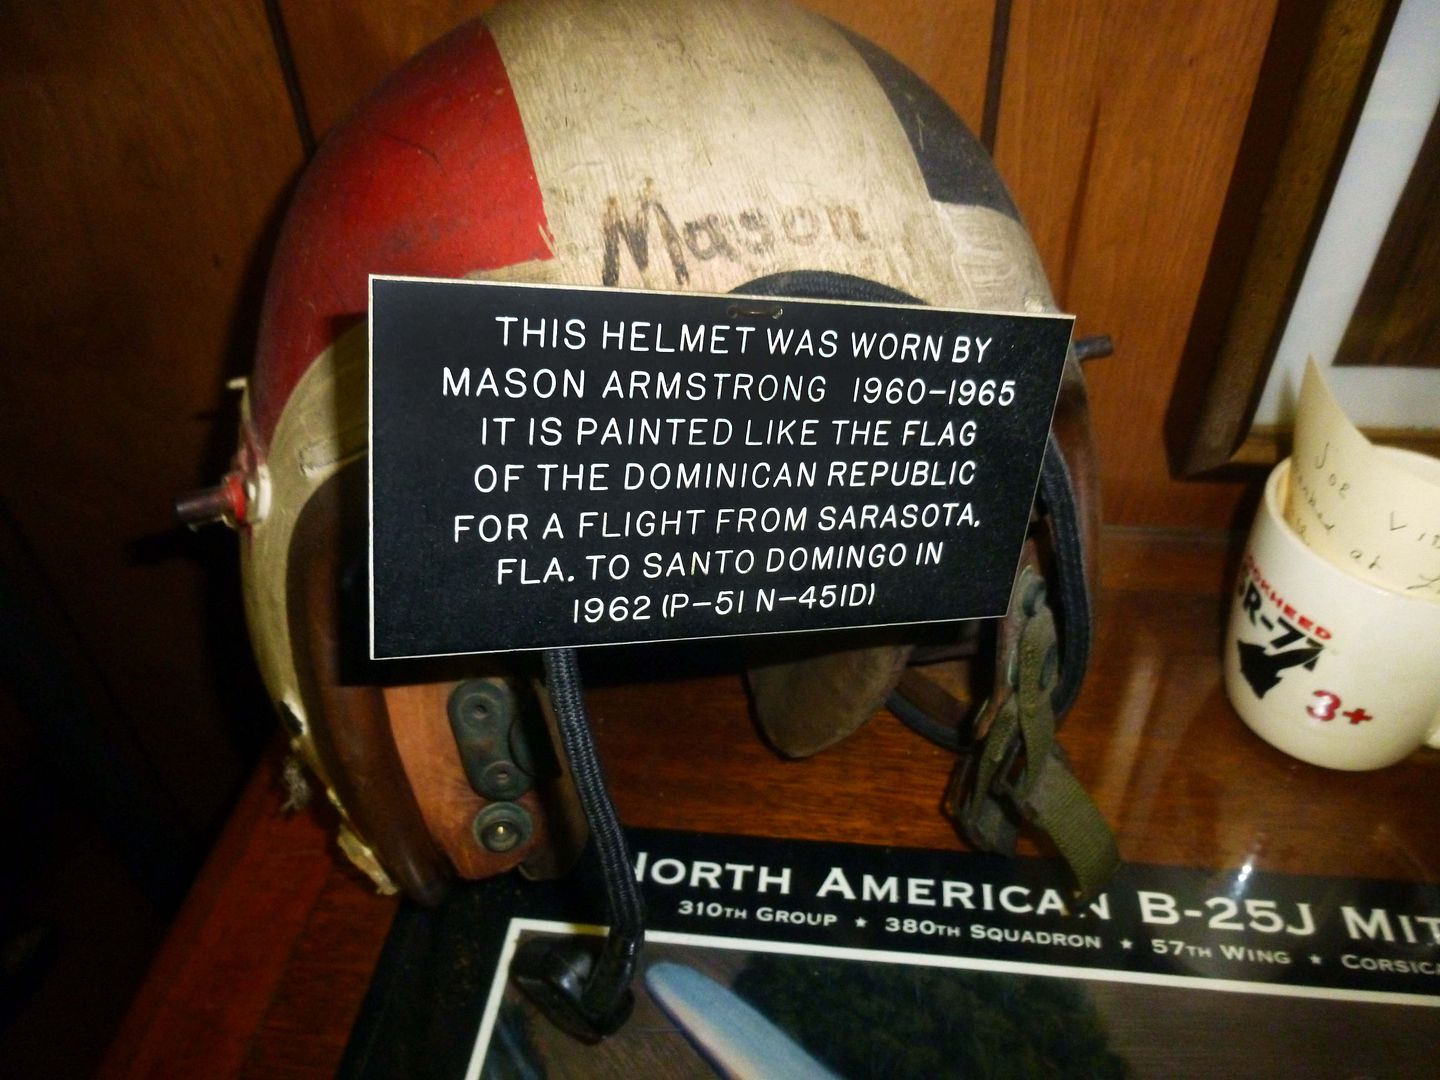 Mason
THIS HELMET WAS WORN BY
MASON ARMSTRONG 1960-1965
IT IS PAINTED LIKE THE FLAG
OF THE DOMINICAN REPUBLIC
FOR A FLIGHT FROM SARASOTA,
FLA. TO SANTO DOMINGO IN
1962 (P-51 N-451D)
JOE
at
3+
NORTH AMERICAN B-25J
310TH GROUP ★ 380TH SQUADRON ★ 57TH WING ★